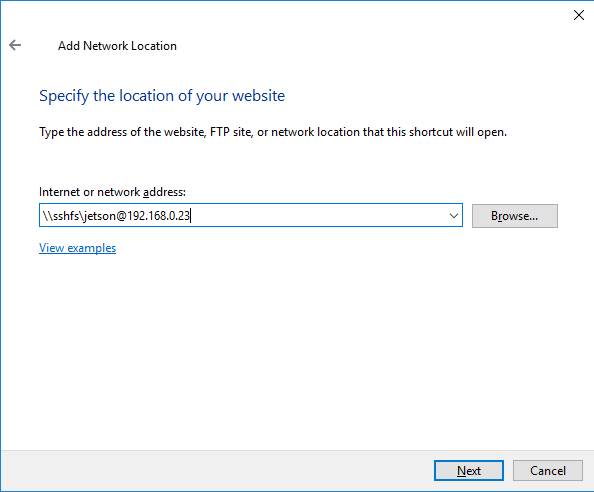 Add Network Location
Specify the location of your website
Type the address of the website, FTP site, or network location that this shortcut will open.
Internet or network address:
\\sshfs\jetson@192.168.0.23
Browse...
View examples
Next
Cancel